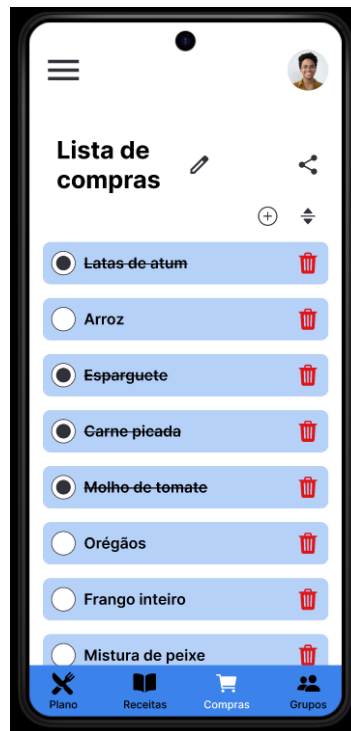 Lista de
compras
Latas de atum
Arroz
Esparguete
Carne picada
Molho de tomate
Orégãos
Frango inteiro
Mistura de peixe
Plano
Receitas
Compras
Grupos